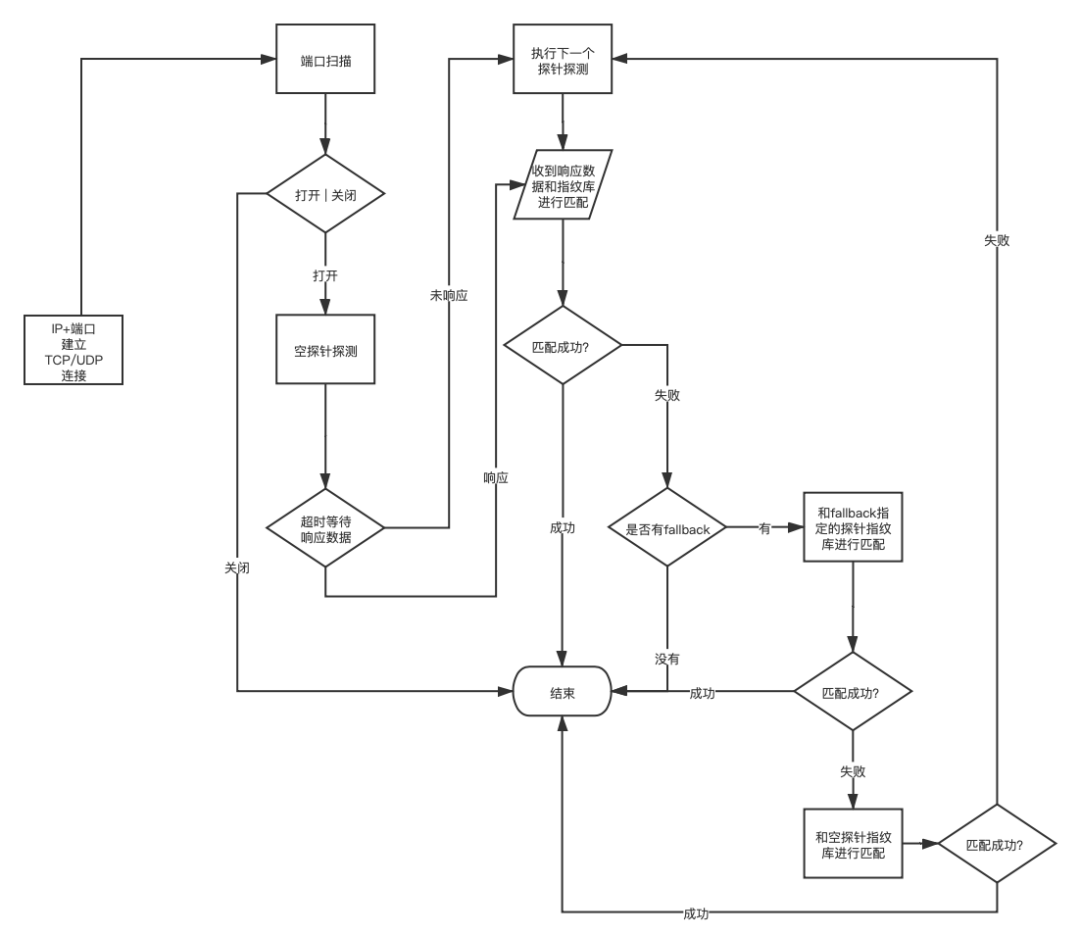 端口扫描
执行下一个
探针探测
收到响应数
据和指纹库
进行匹配
打开 | 关闭
失败
打开
未响应
IP+端口
建立
TCP/UDP
连接
空探针探测
匹配成功?
失败
响应
超时等待
响应数据
成功
是否有fallback
有
和fallback指
定的探针指纹
库进行匹配
关闭
没有
结束
成功
匹配成功?
失败
和空探针指纹
库进行匹配
匹配成功?
成功